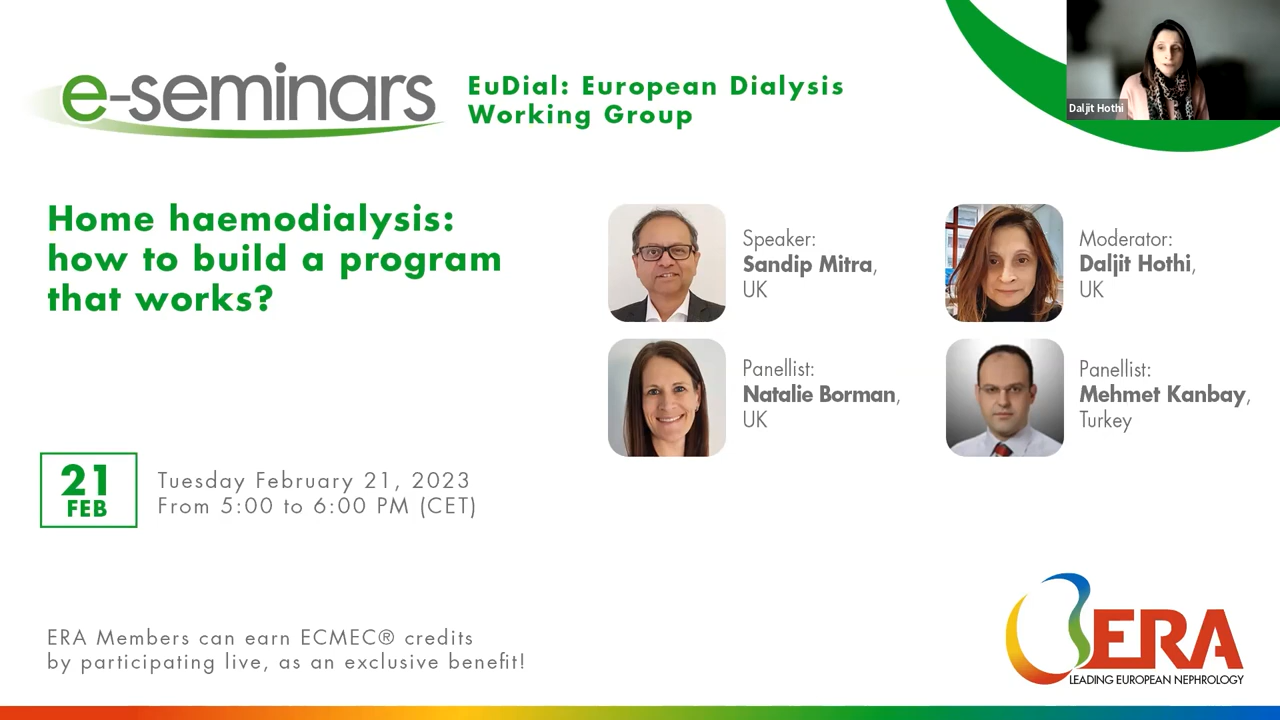 e-seminars
EuDial: European Dialysis
Working Group
Daljit Hothi
Home haemodialysis:
how to build a program
that works?
Speaker:
Sandip Mitra,
UK
Moderator:
Daljit Hothi,
UK
Panellist:
Natalie Borman,
UK
Panellist:
Mehmet Kanbay,
Turkey
21
FEB
Tuesday February 21, 2023
From 5:00 to 6:00 PM (CET)
ERA Members can earn ECMEC® credits
by participating live, as an exclusive benefit!
ERA
LEADING EUROPEAN NEPHROLOGY